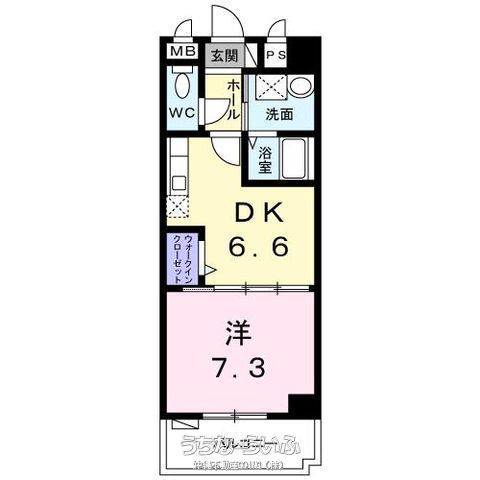 MB
玄関
PS
WC
ホール
洗面
浴室
DK
6.6
ウォークイン
クローゼット
洋
7.3
バルコニー
うちなーらいふ